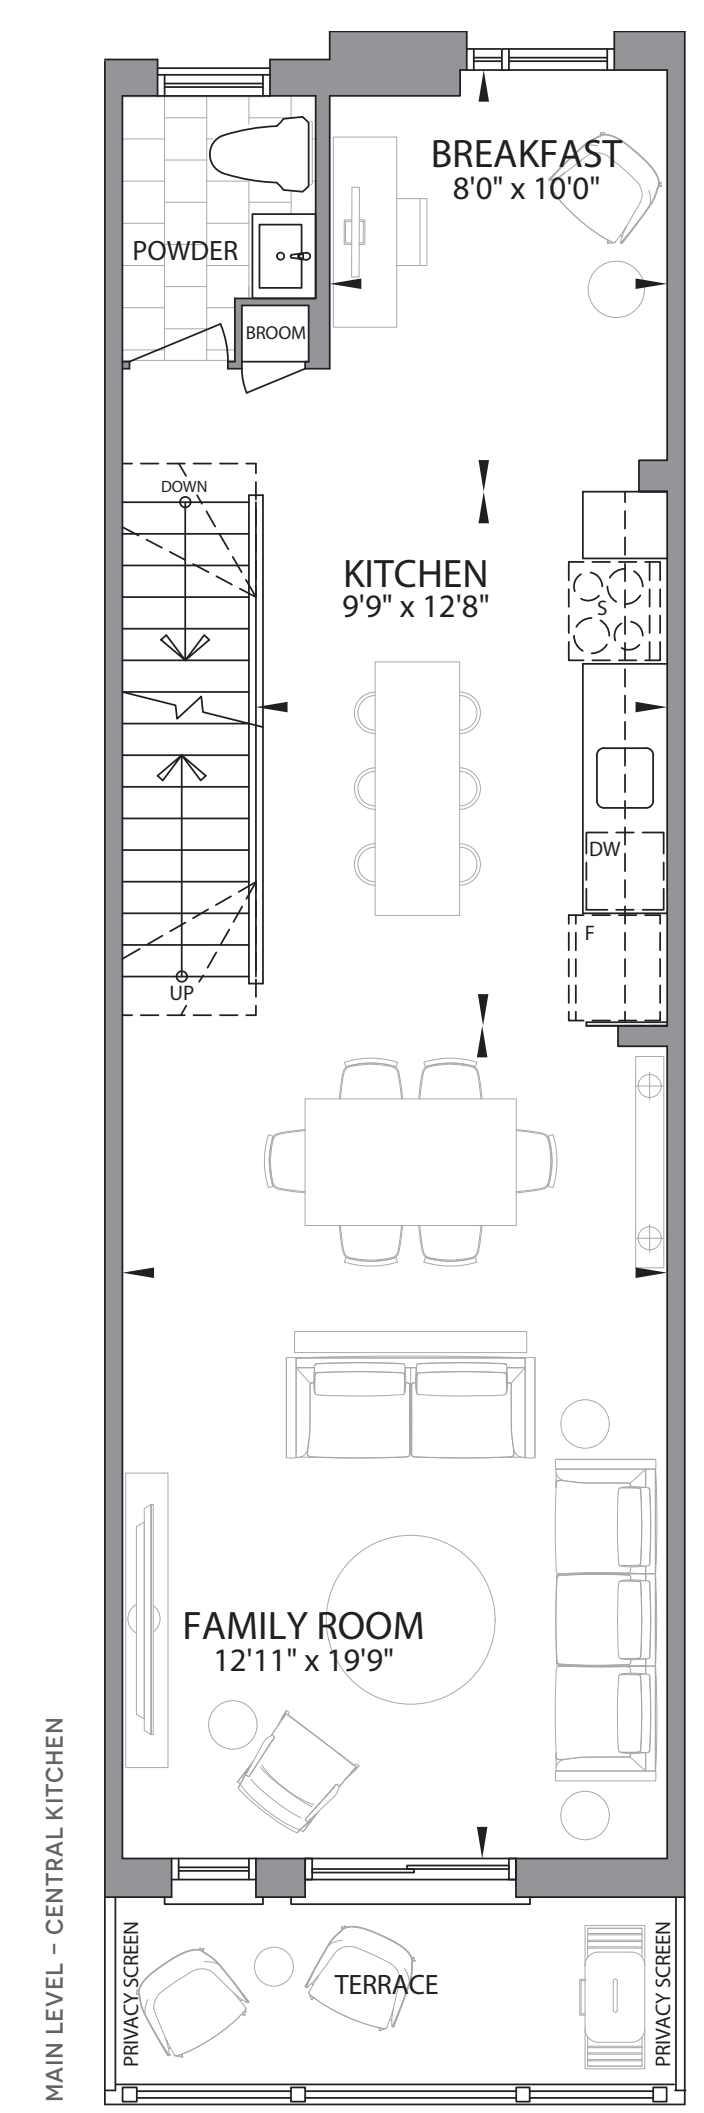 BREAKFAST
8'0" x 10'0"
POWDER
BROOM
DOWN
KITCHEN
9'9" x 12'8"
S
DW
F
UP
FAMILY ROOM
12'11" x 19'9"
MAIN LEVEL – CENTRAL KITCHEN
PRIVACY SCREEN
TERRACE
PRIVACY SCREEN